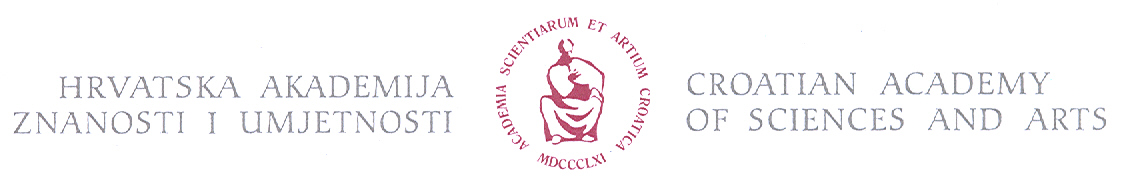 HRVATSKA AKADEMIJA
ZNANOSTI I UMJETNOSTI
ACADEMIA SCIENTIARUM ET ARTIUM CROATICA
MDCCCLXI
CROATIAN ACADEMY
OF SCIENCES AND ARTS